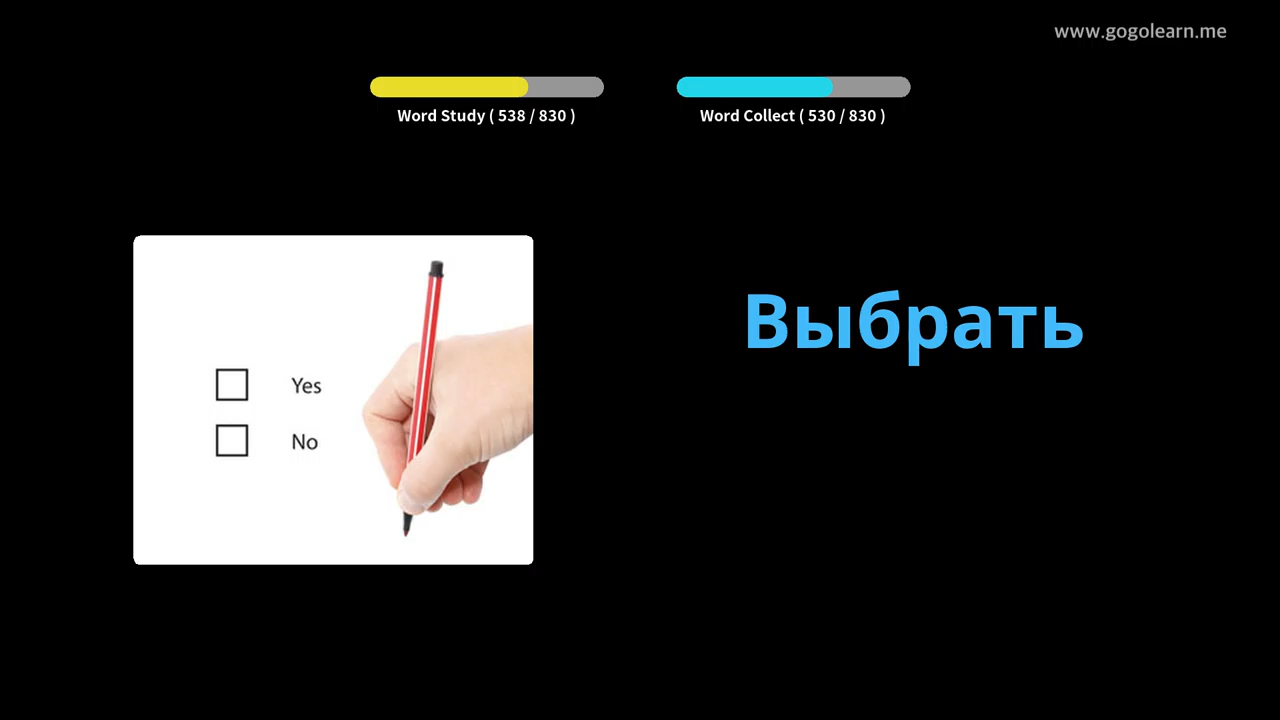 www.gogolearn.me
Word Study ( 538 / 830 )
Word Collect ( 530 / 830 )
Выбрать
Yes
No